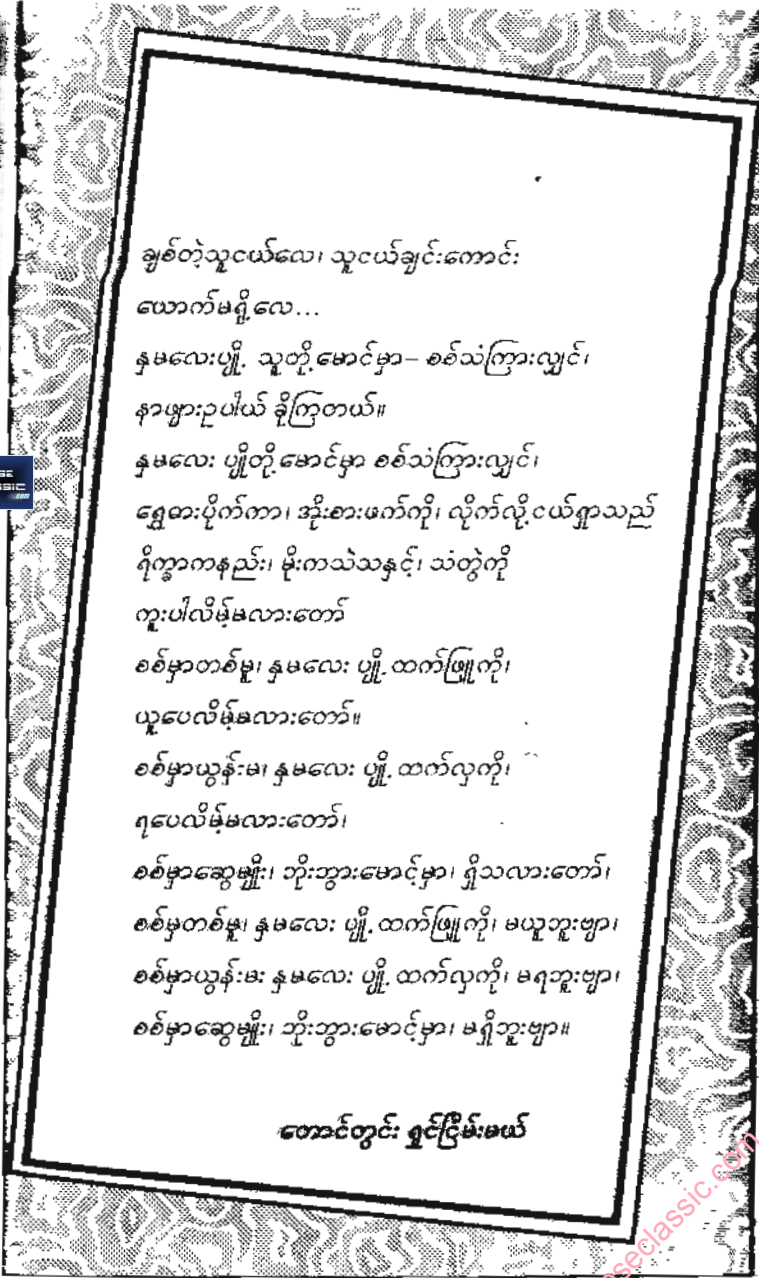 ချစ်တဲ့သူငယ်လေ၊ သူငယ်ချင်းကောင်း
ယောက်မရှို့လေ...
နှမလေးပျို့ သူတို့မောင်မှာ– စစ်သံကြားလျှင်၊
နာဖျားဥပါယ် ခိုကြတယ်။
နှမလေး ပျိုတို့မောင်မှာ စစ်သံကြားလျှင်၊
ရွှေဓားပိုက်ကာ၊ အိုးစားဖက်ကို၊ လိုက်လို့ငယ်ရှာသည်
ရိက္ခာကနည်း၊ မိုးကသဲသနှင့်၊ သံတွဲကို
ကူးပါလိမ့်မလားတော်
စစ်မှာတစ်မူ၊ နှမလေး ပျို့ထက်ဖြူကို၊
ယူပေလိမ့်မလားတော်။
စစ်မှာယွန်းမ၊ နှမလေး ပျို့ ထက်လှကို၊
ရပေလိမ့်မလားတော်၊
စစ်မှာဆွေမျိုး၊ ဘိုးဘွားမောင့်မှာ၊ ရှိသလားတော်၊
စစ်မှတစ်မူ၊ နှမလေး ပျို့ထက်ဖြူကို၊ မယူဘူးဗျာ၊
စစ်မှာယွန်းမး နှမလေး ပျို့ ထက်လှကို၊ မရဘူးဗျာ၊
စစ်မှာဆွေမျိုး၊ ဘိုးဘွားမောင့်မှာ၊ မရှိဘူးဗျာ။
တောင်တွင်း ရှင်ငြိမ်းမယ်
seclassic.com